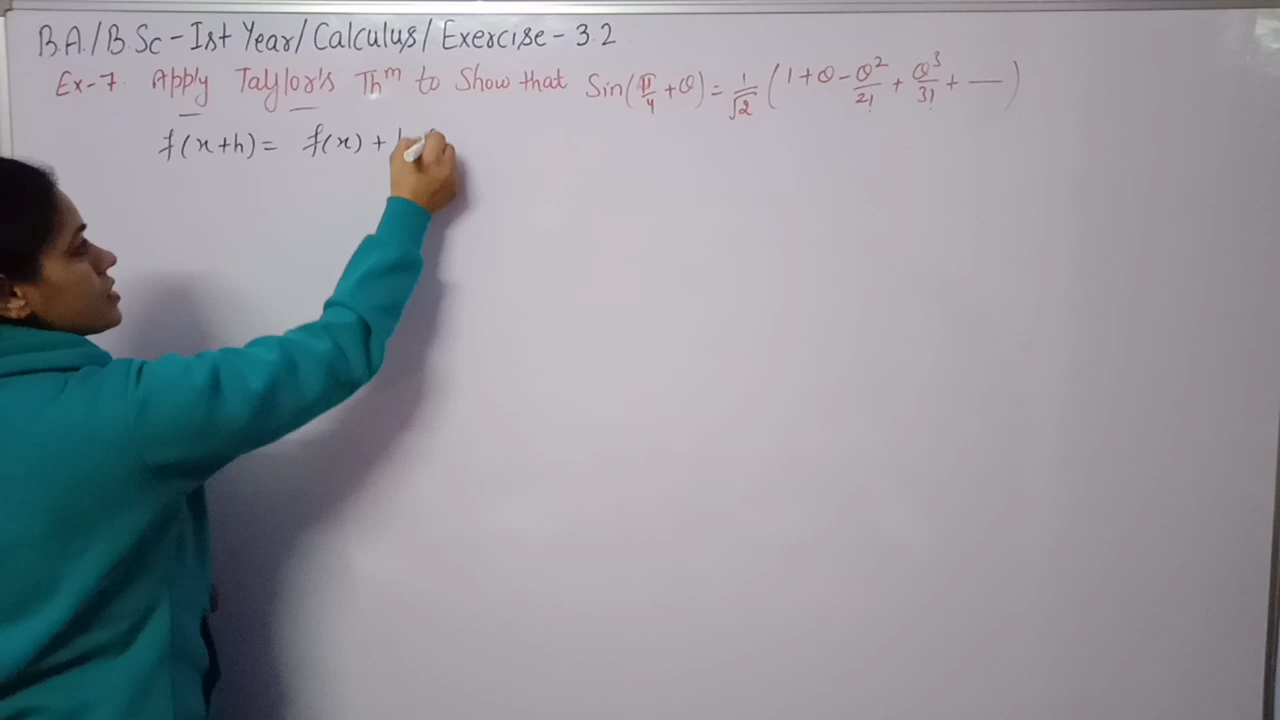 B.A./B.Sc-Ist Year/Calculus/Exercise-3.2
Ex-7. Apply Taylor's Thm to Show that Sin(π/4+θ)=1/√2(1+θ-θ²/2!+θ³/3!+—)
f(x+h)= f(x)+